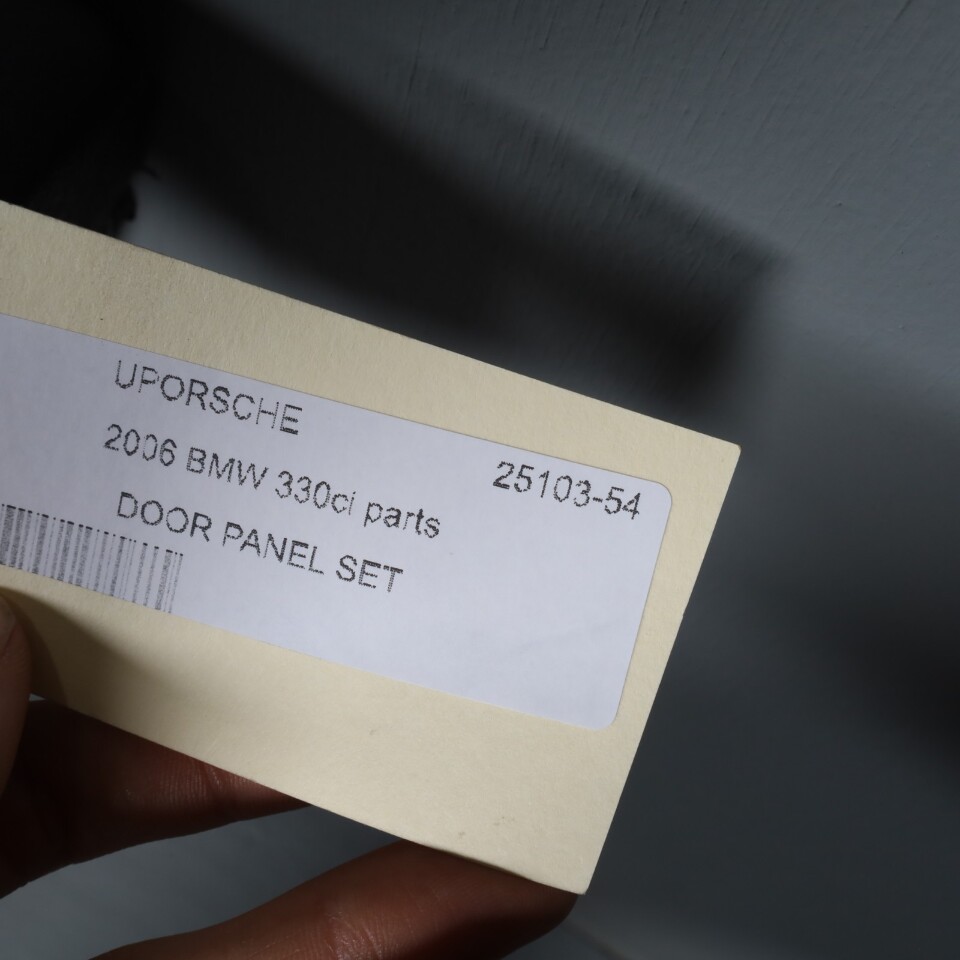 UPORSCHE
2006 BMW 330ci parts
25103-54
DOOR PANEL SET